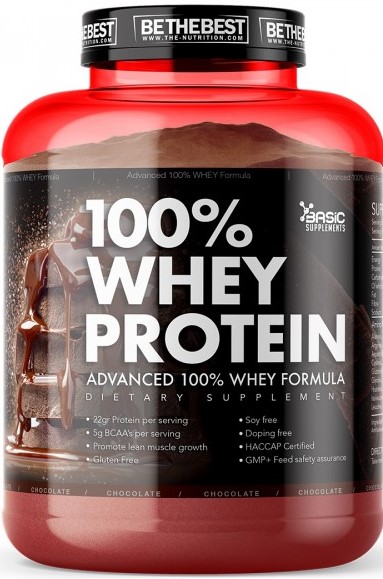 BETHEBEST BETHEBEST BETHEBEST
WWW.THE-NUTRITION.COM
Advanced 100% WHEY Formula
BASIC
SUPPLEMENTS
100%
WHEY
PROTEIN
ADVANCED 100% WHEY FORMULA
DIETARY SUPPLEMENT
• 22gr Protein per serving
• 5g BCAA's per serving
• Promote lean muscle growth
• Gluten Free
• Soy free
• Doping free
• HACCAP Certified
• GMP+ Feed safety assurance
CHOCOLATE / CHOCOLATE / CHOCOLATE / CHOCOLATE